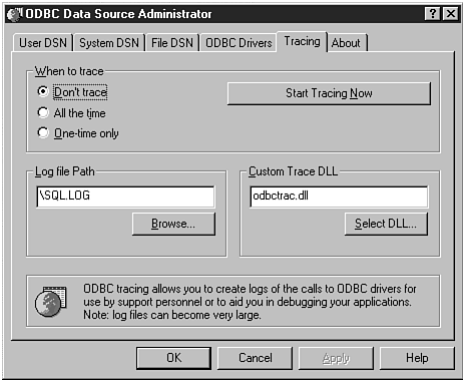 ODBC Data Source Administrator
User DSN System DSN File DSN ODBC Drivers Tracing About
When to trace
Don't trace
All the time
One-time only
Start Tracing Now
Log file Path
\SQL.LOG
Browse...
Custom Trace DLL
odbctrac.dll
Select DLL...
ODBC tracing allows you to create logs of the calls to ODBC drivers for
use by support personnel or to aid you in debugging your applications.
Note: log files can become very large.
OK Cancel Apply Help